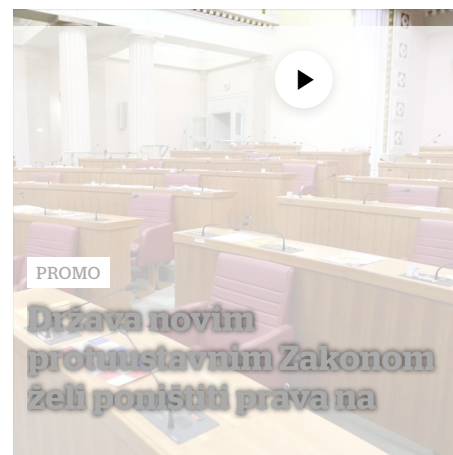 PROMO
Država novim
protuustavnim Zakonom
želi poništiti prava na